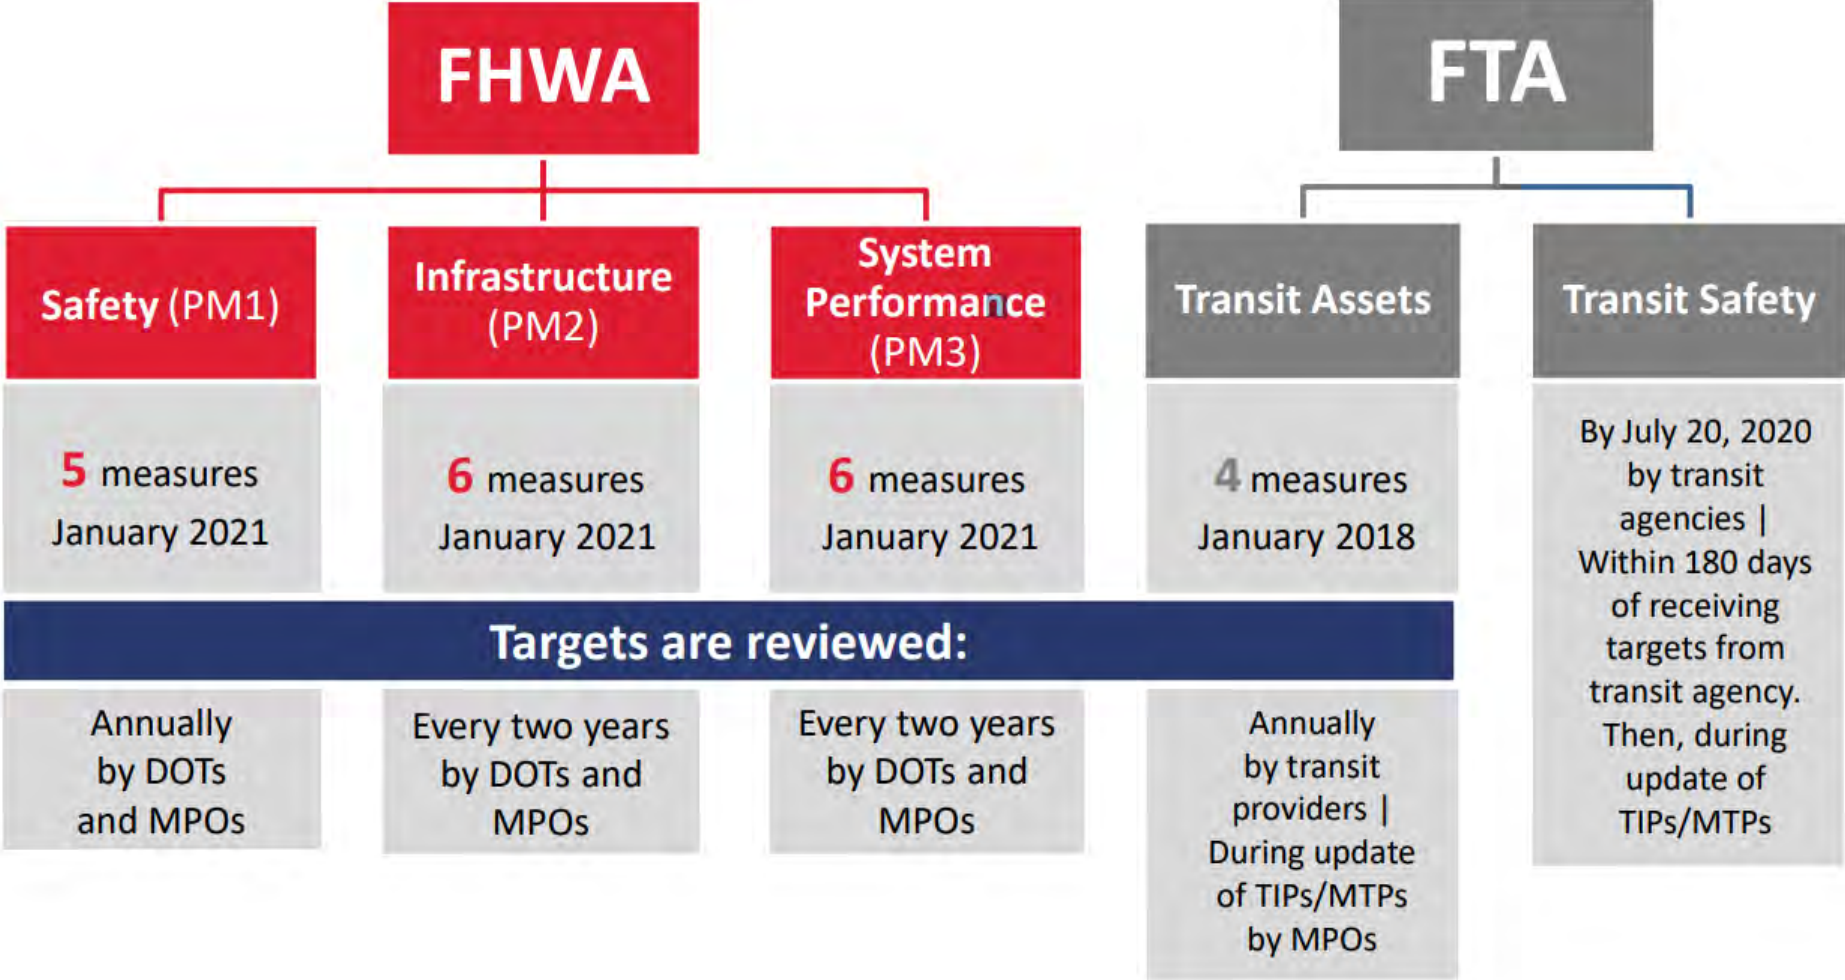 FHWA
FTA
Safety (PM1)
Infrastructure
(PM2)
System
Performance
(PM3)
Transit Assets
Transit Safety
5 measures
January 2021
6 measures
January 2021
6 measures
January 2021
4 measures
January 2018
By July 20, 2020
by transit
agencies |
Within 180 days
of receiving
targets from
transit agency.
Then, during
update of
TIPs/MTPs
Targets are reviewed:
Annually
by DOTs
and MPOs
Every two years
by DOTs and
MPOs
Every two years
by DOTs and
MPOs
Annually
by transit
providers |
During update
of TIPs/MTPs
by MPOs